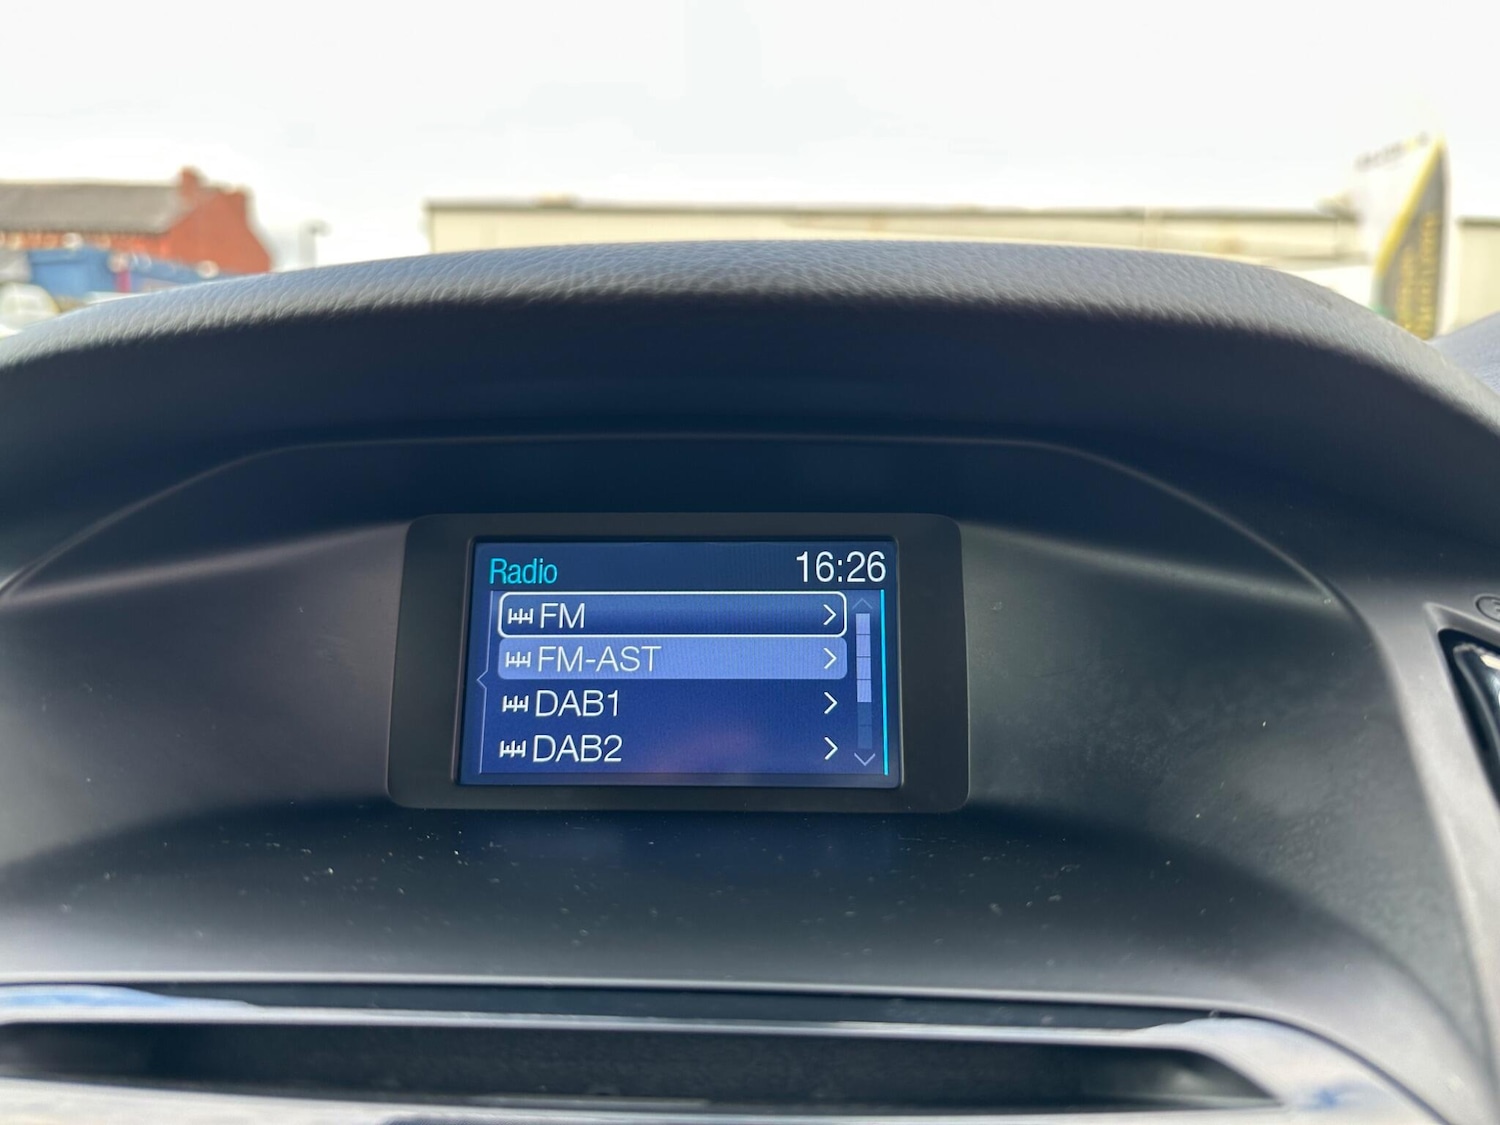 Radio 16:26
FM
FM-AST
DAB1
DAB2